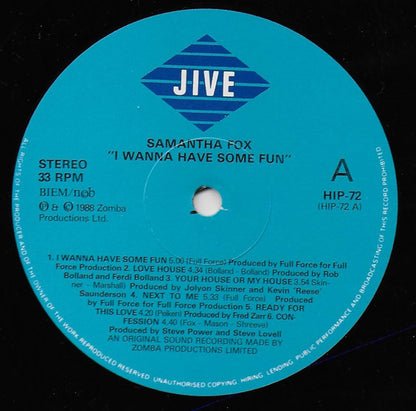 JIVE
SAMANTHA FOX
"I WANNA HAVE SOME FUN"
STEREO
33 RPM
BIEM/nɔb
Ⓟ & © 1988 Zomba
Productions Ltd.
A
HIP-72
(HIP-72 A)
1. I WANNA HAVE SOME FUN 5.06 (Full Force) Produced by Full Force for Full
Force Production 2. LOVE HOUSE 4.34 (Bolland - Bolland) Produced by Rob
Bolland and Ferdi Bolland 3. YOUR HOUSE OR MY HOUSE 3.54 Skin-
ner - Marshall) Produced by Jolyon Skinner and Kevin 'Reese'
Saunderson 4. NEXT TO ME 5.33 (Full Force) Produced
by Full Force for Full Force Productions 5. READY FOR
THIS LOVE 4.20 (Peiken) Produced by Fred Zarr 6. CON-
FESSION 4.40 (Fox - Mason - Shreeve)
Produced by Steve Power and Steve Lovell
AN ORIGINAL SOUND RECORDING MADE BY
ZOMBA PRODUCTIONS LIMITED
ALL RIGHTS OF THE PRODUCER AND OF THE OWNER OF THE WORK REPRODUCED RESERVED. UNAUTHORISED COPYING, HIRING, LENDING, PUBLIC PERFORMANCE AND BROADCASTING OF THIS RECORD PROHIBITED